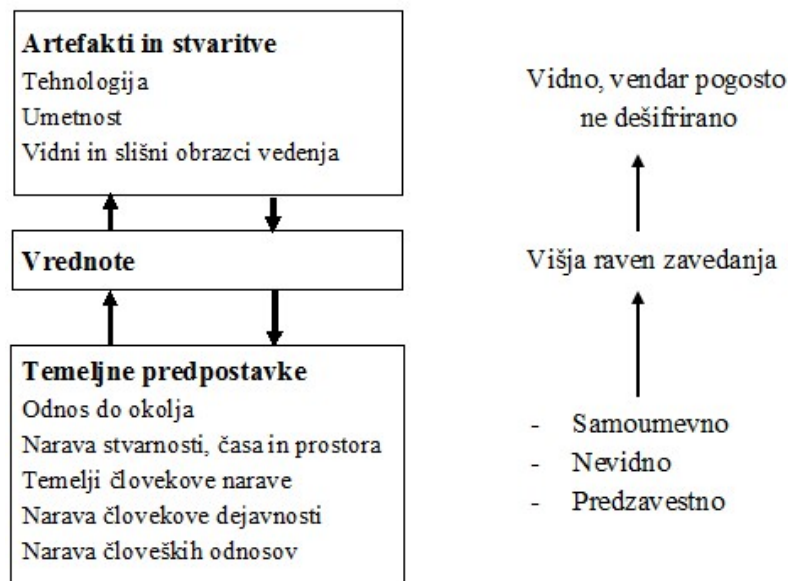 Artefakti in stvaritve
Tehnologija
Umetnost
Vidni in slišni obrazci vedenja
Vrednote
Temeljne predpostavke
Odnos do okolja
Narava stvarnosti, časa in prostora
Temelji človekove narave
Narava človekove dejavnosti
Narava človeških odnosov
Vidno, vendar pogosto
ne dešifrirano
Višja raven zavedanja
- Samoumevno
- Nevidno
- Predzavestno